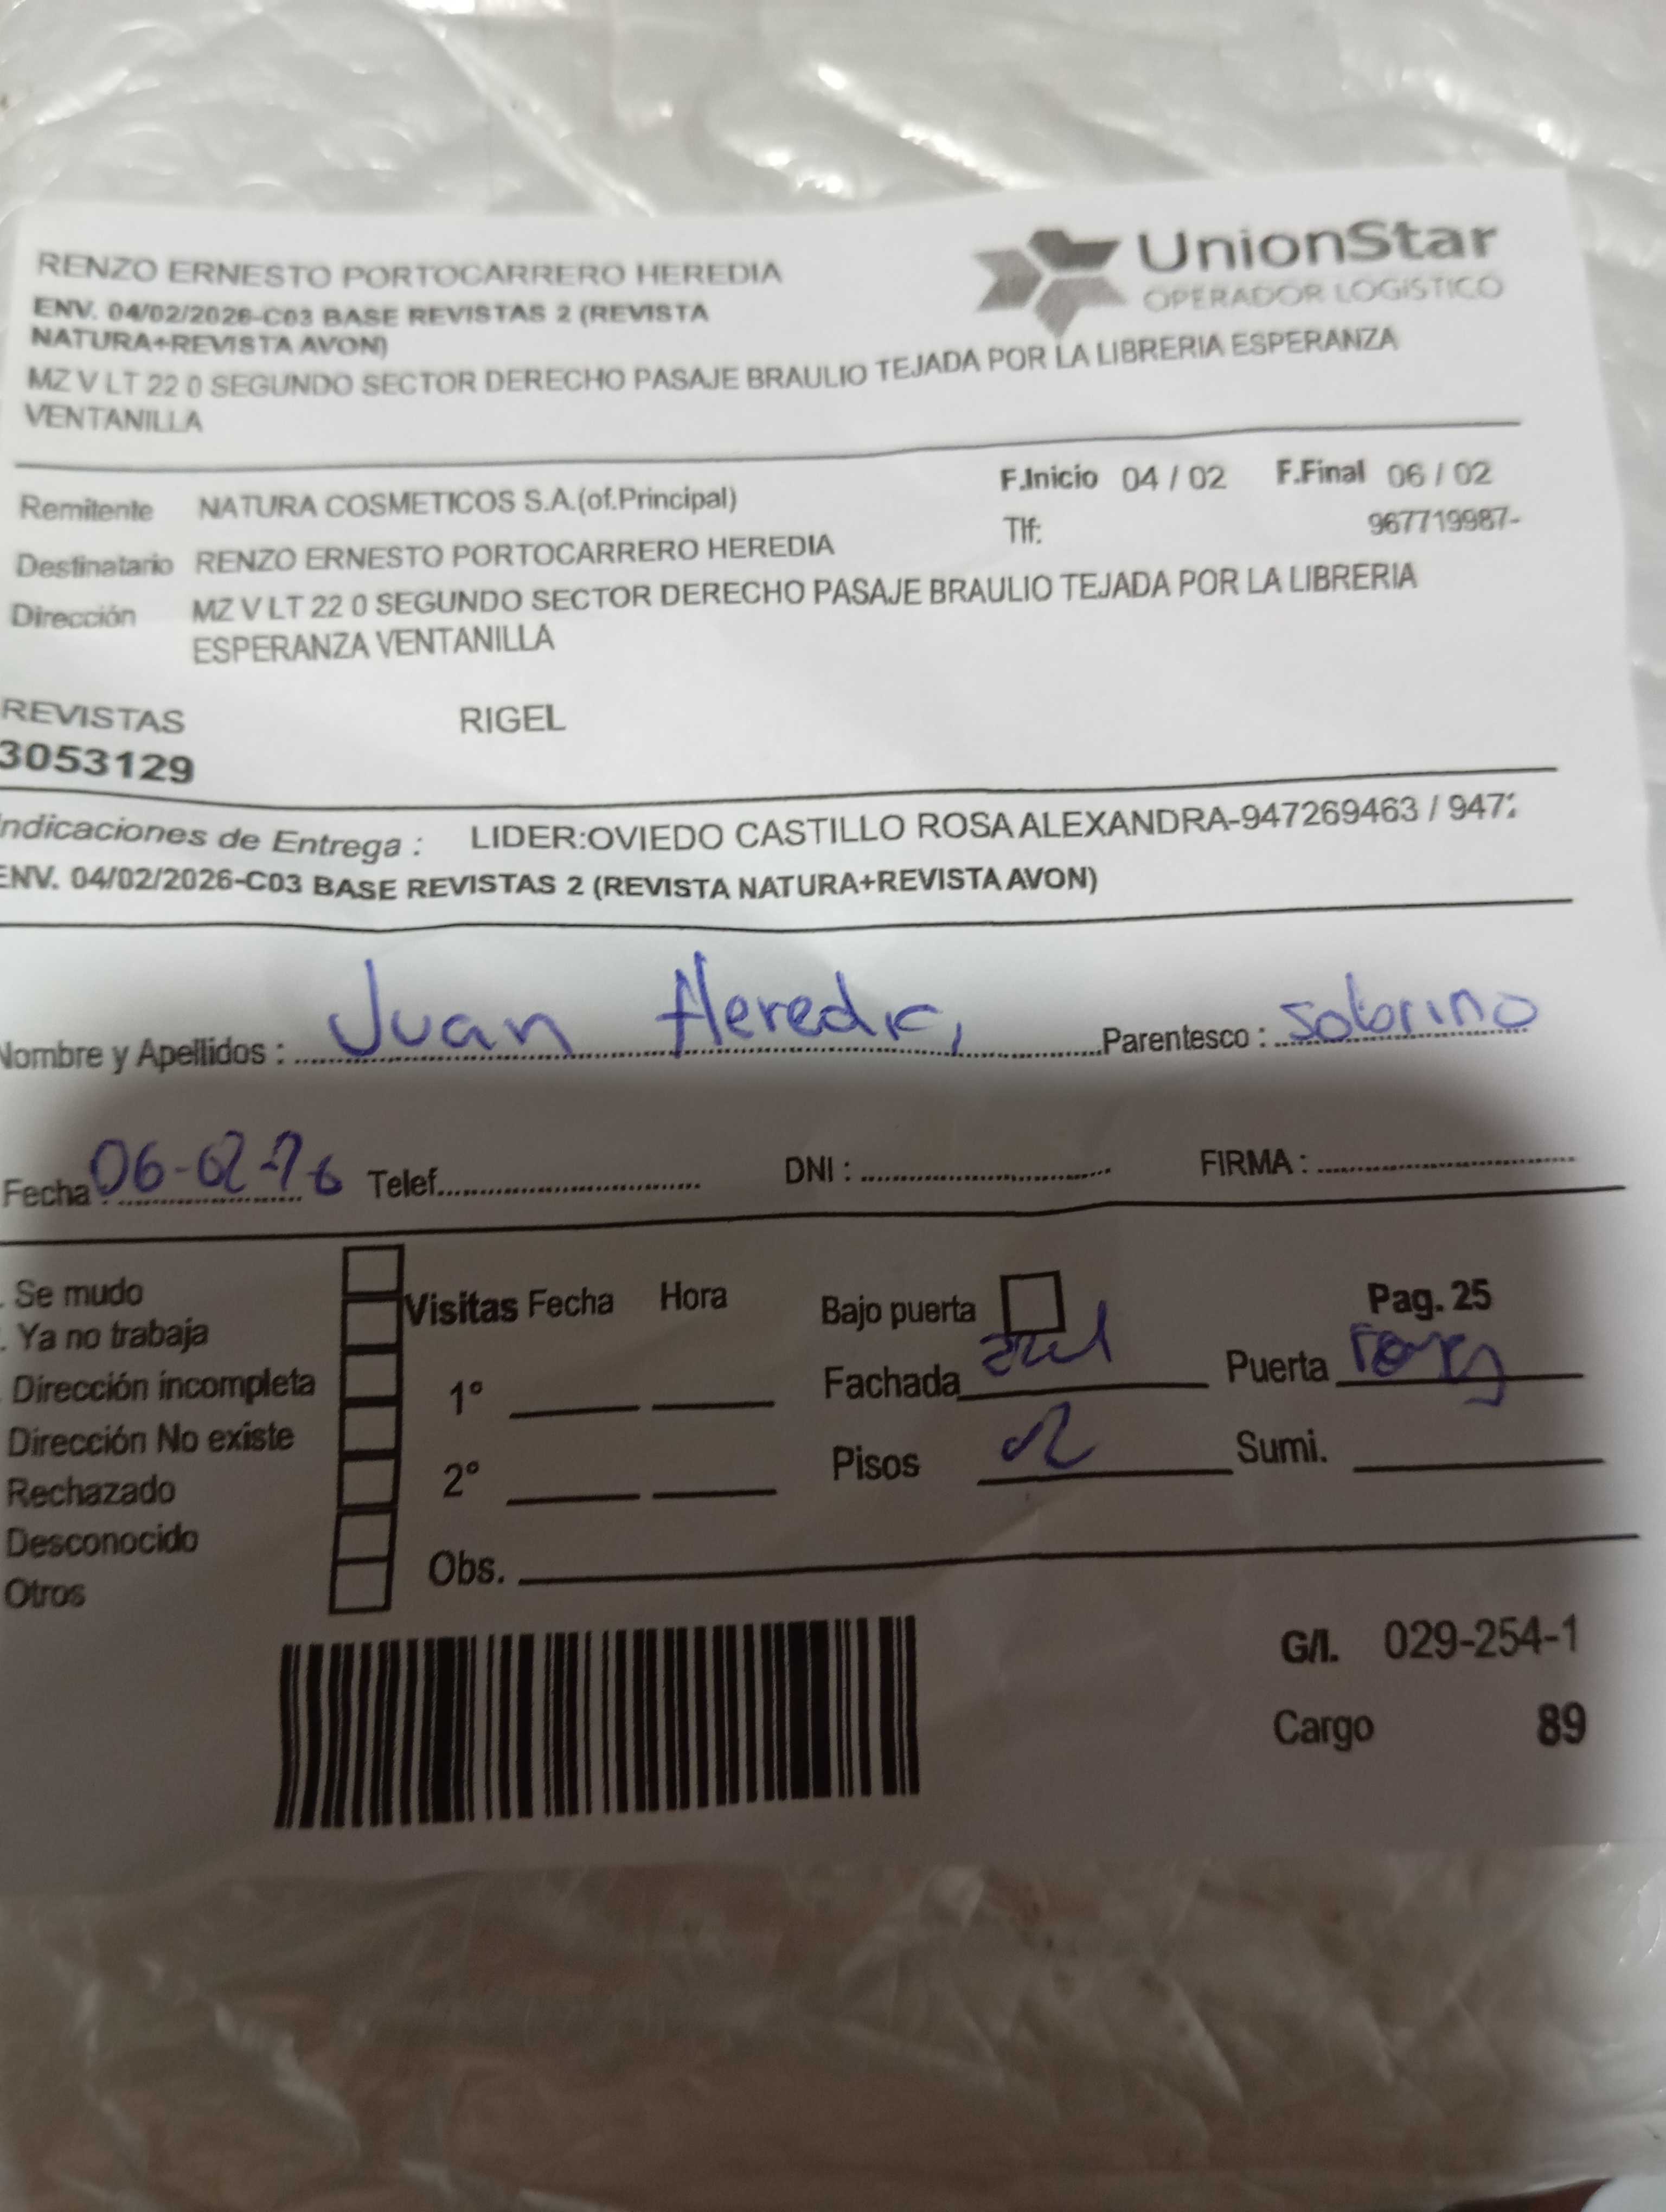 RENZO ERNESTO PORTOCARRERO HEREDIA
UnionStar
OPERADOR LOGÍSTICO
ENV. 04/02/2026-C03 BASE REVISTAS 2 (REVISTA
NATURA+REVISTA AVON)
MZ V LT 22 0 SEGUNDO SECTOR DERECHO PASAJE BRAULIO TEJADA POR LA LIBRERIA ESPERANZA
VENTANILLA
Remitente NATURA COSMETICOS S.A.(of.Principal) F.Inicio 04 / 02 F.Final 06 / 02
Destinatario RENZO ERNESTO PORTOCARRERO HEREDIA Tlf: 967719987-
Dirección MZ V LT 22 0 SEGUNDO SECTOR DERECHO PASAJE BRAULIO TEJADA POR LA LIBRERIA
ESPERANZA VENTANILLA
REVISTAS RIGEL
3053129
Indicaciones de Entrega : LIDER:OVIEDO CASTILLO ROSA ALEXANDRA-947269463 / 947
ENV. 04/02/2026-C03 BASE REVISTAS 2 (REVISTA NATURA+REVISTA AVON)
Nombre y Apellidos : Juan Heredia Parentesco : sobrino
Fecha : 06-02-26 Telef. DNI : FIRMA :
Se mudo
Ya no trabaja
Dirección incompleta
Dirección No existe
Rechazado
Desconocido
Otros
Visitas Fecha Hora
1°
2°
Obs.
Bajo puerta Pag. 25
Fachada azul Puerta
Pisos 2 Sumi.
G/I. 029-254-1
Cargo 89